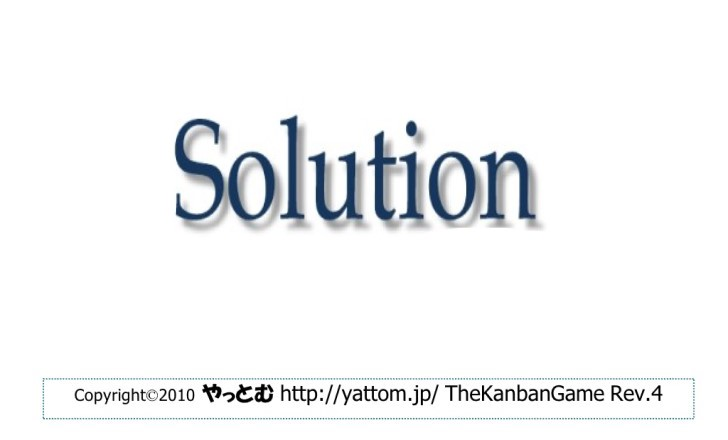 Solution
Copyright©2010 やっとむ http://yattom.jp/ TheKanbanGame Rev.4